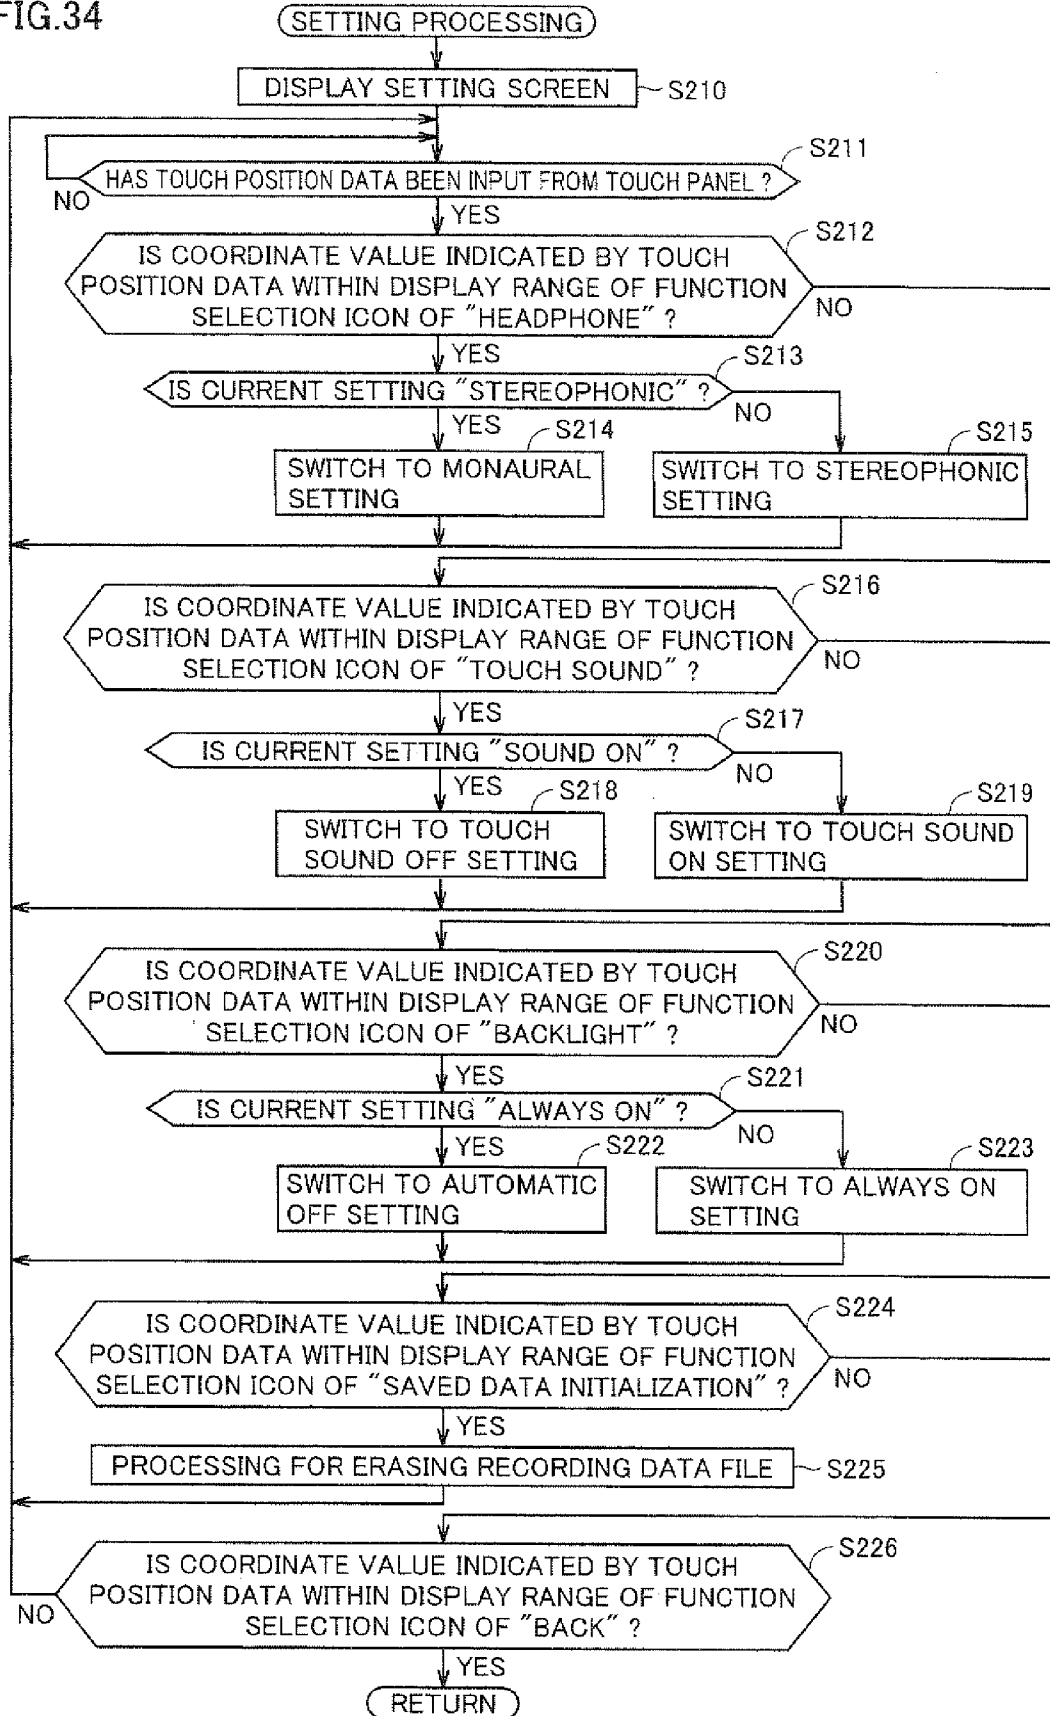 FIG.34
SETTING PROCESSING
DISPLAY SETTING SCREEN
S210
S211
HAS TOUCH POSITION DATA BEEN INPUT FROM TOUCH PANEL ?
NO
YES
S212
IS COORDINATE VALUE INDICATED BY TOUCH
POSITION DATA WITHIN DISPLAY RANGE OF FUNCTION
SELECTION ICON OF "HEADPHONE" ?
NO
YES
S213
IS CURRENT SETTING "STEREOPHONIC" ?
NO
YES
S214
S215
SWITCH TO MONAURAL
SETTING
SWITCH TO STEREOPHONIC
SETTING
S216
IS COORDINATE VALUE INDICATED BY TOUCH
POSITION DATA WITHIN DISPLAY RANGE OF FUNCTION
SELECTION ICON OF "TOUCH SOUND" ?
NO
YES
S217
IS CURRENT SETTING "SOUND ON" ?
NO
YES
S218
S219
SWITCH TO TOUCH
SOUND OFF SETTING
SWITCH TO TOUCH SOUND
ON SETTING
S220
IS COORDINATE VALUE INDICATED BY TOUCH
POSITION DATA WITHIN DISPLAY RANGE OF FUNCTION
SELECTION ICON OF "BACKLIGHT" ?
NO
YES
S221
IS CURRENT SETTING "ALWAYS ON" ?
NO
YES
S222
S223
SWITCH TO AUTOMATIC
OFF SETTING
SWITCH TO ALWAYS ON
SETTING
S224
IS COORDINATE VALUE INDICATED BY TOUCH
POSITION DATA WITHIN DISPLAY RANGE OF FUNCTION
SELECTION ICON OF "SAVED DATA INITIALIZATION" ?
NO
YES
PROCESSING FOR ERASING RECORDING DATA FILE
S225
S226
IS COORDINATE VALUE INDICATED BY TOUCH
POSITION DATA WITHIN DISPLAY RANGE OF FUNCTION
SELECTION ICON OF "BACK" ?
NO
YES
RETURN